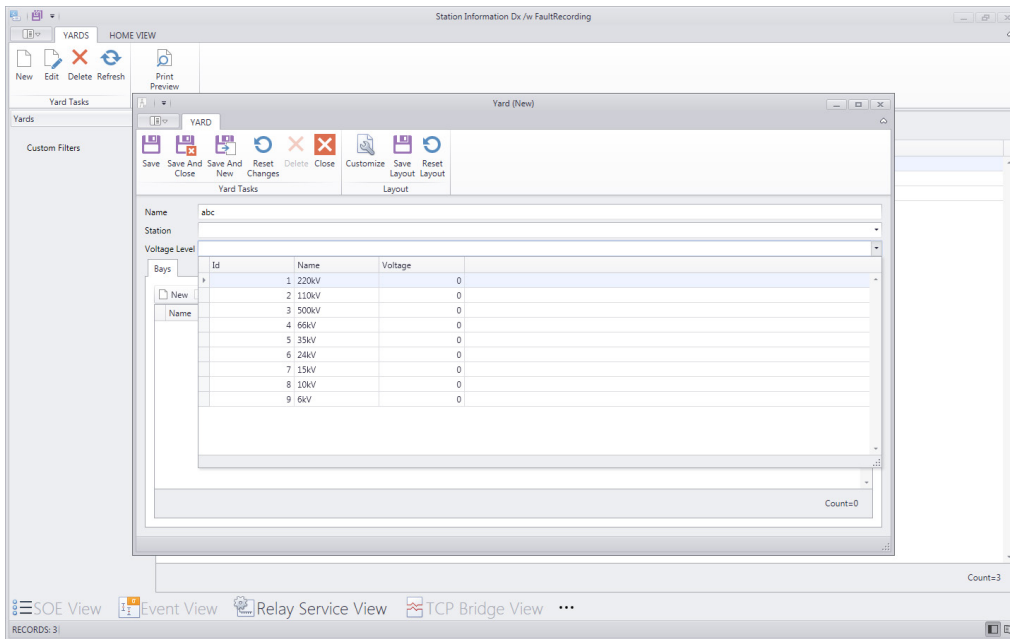 Station Information Dx /w FaultRecording
YARDS HOME VIEW
New Edit Delete Refresh Print Preview
Yard Tasks
Yards
Custom Filters
Yard (New)
YARD
Save Save And Close Save And New Reset Changes Delete Close Customize Save Layout Reset Layout
Yard Tasks Layout
Name abc
Station
Voltage Level
Bays
New
Name
Id Name Voltage
1 220kV 0
2 110kV 0
3 500kV 0
4 66kV 0
5 35kV 0
6 24kV 0
7 15kV 0
8 10kV 0
9 6kV 0
Count=0
Count=3
SOE View Event View Relay Service View TCP Bridge View •••
RECORDS: 3